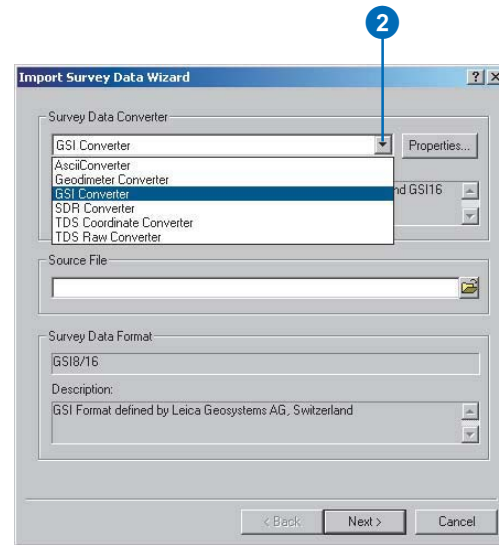 2
Import Survey Data Wizard
Survey Data Converter
GSI Converter
Properties...
AsciiConverter
Geodimeter Converter
GSI Converter
SDR Converter
TDS Coordinate Converter
TDS Raw Converter
nd GSI16
Source File
Survey Data Format
GSI8/16
Description:
GSI Format defined by Leica Geosystems AG, Switzerland
< Back
Next >
Cancel